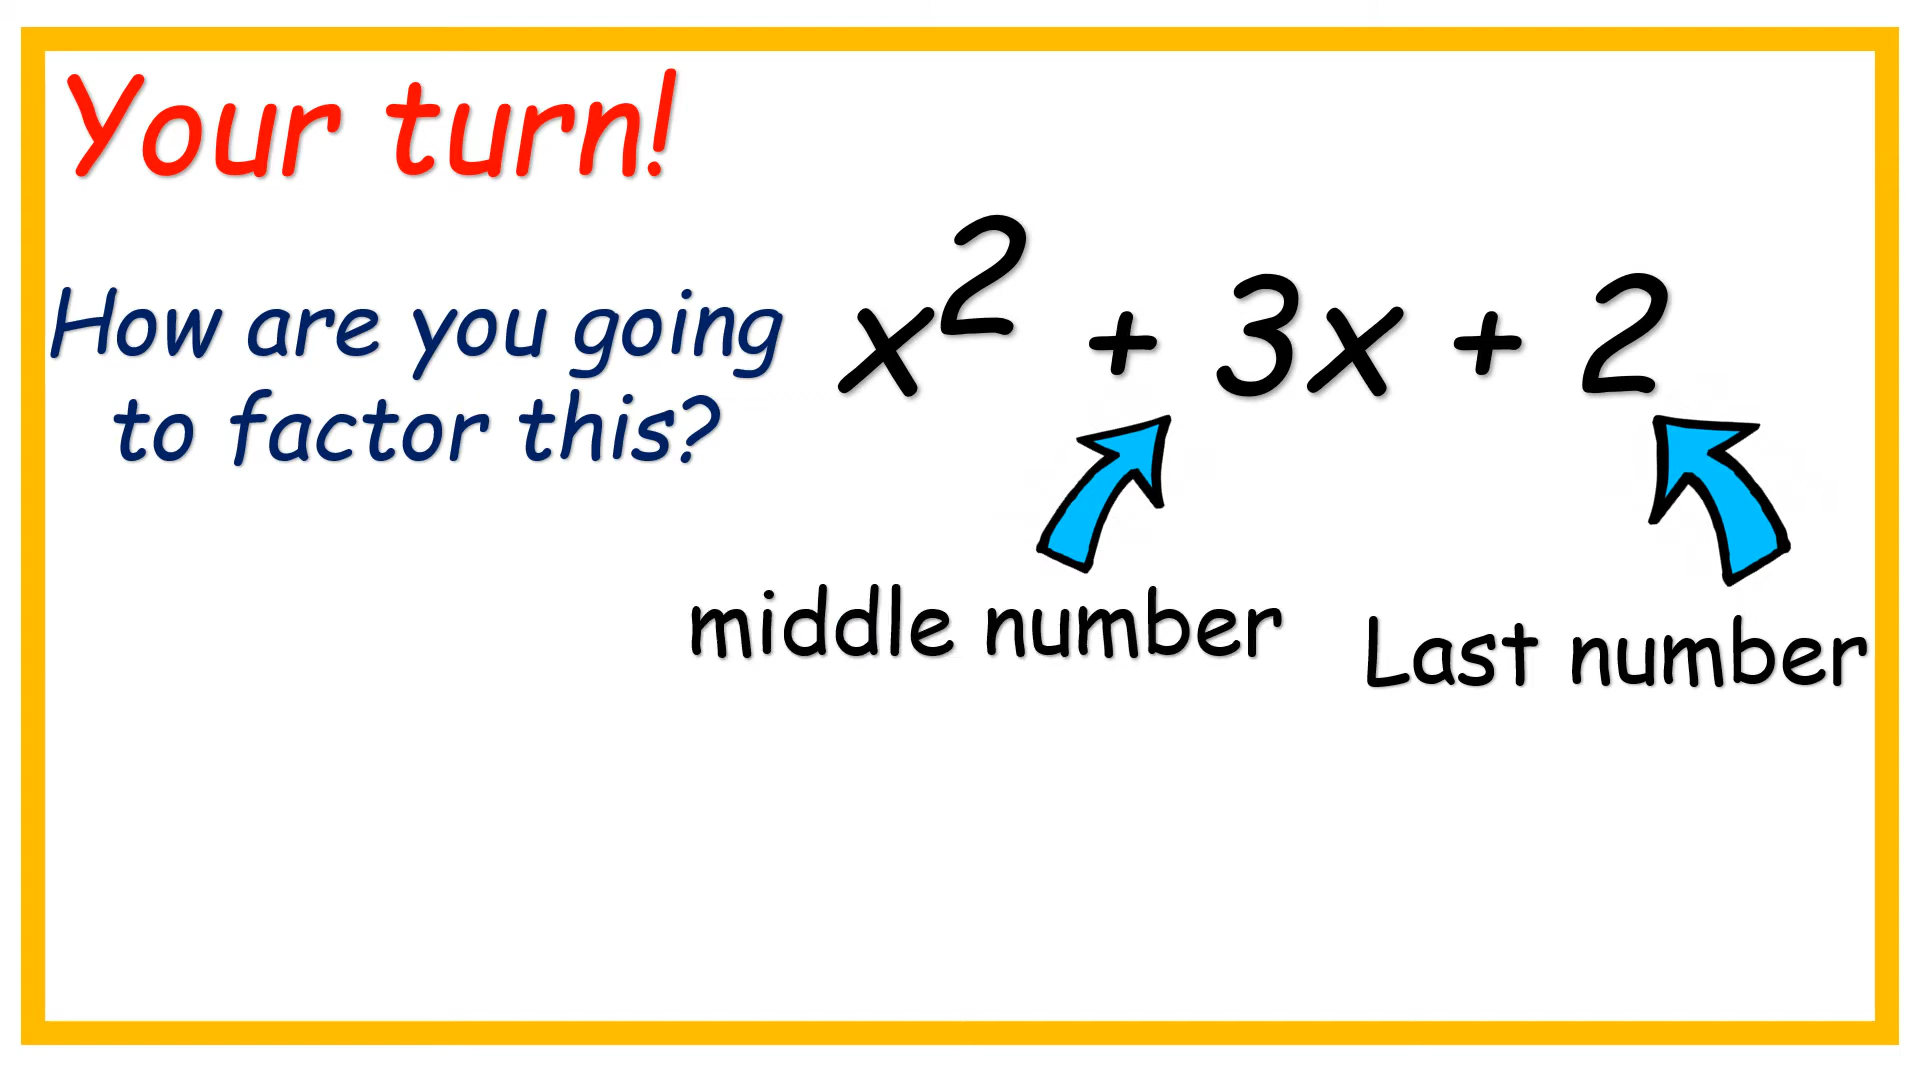 Your turn!
How are you going
to factor this?
x² + 3x + 2
middle number
Last number